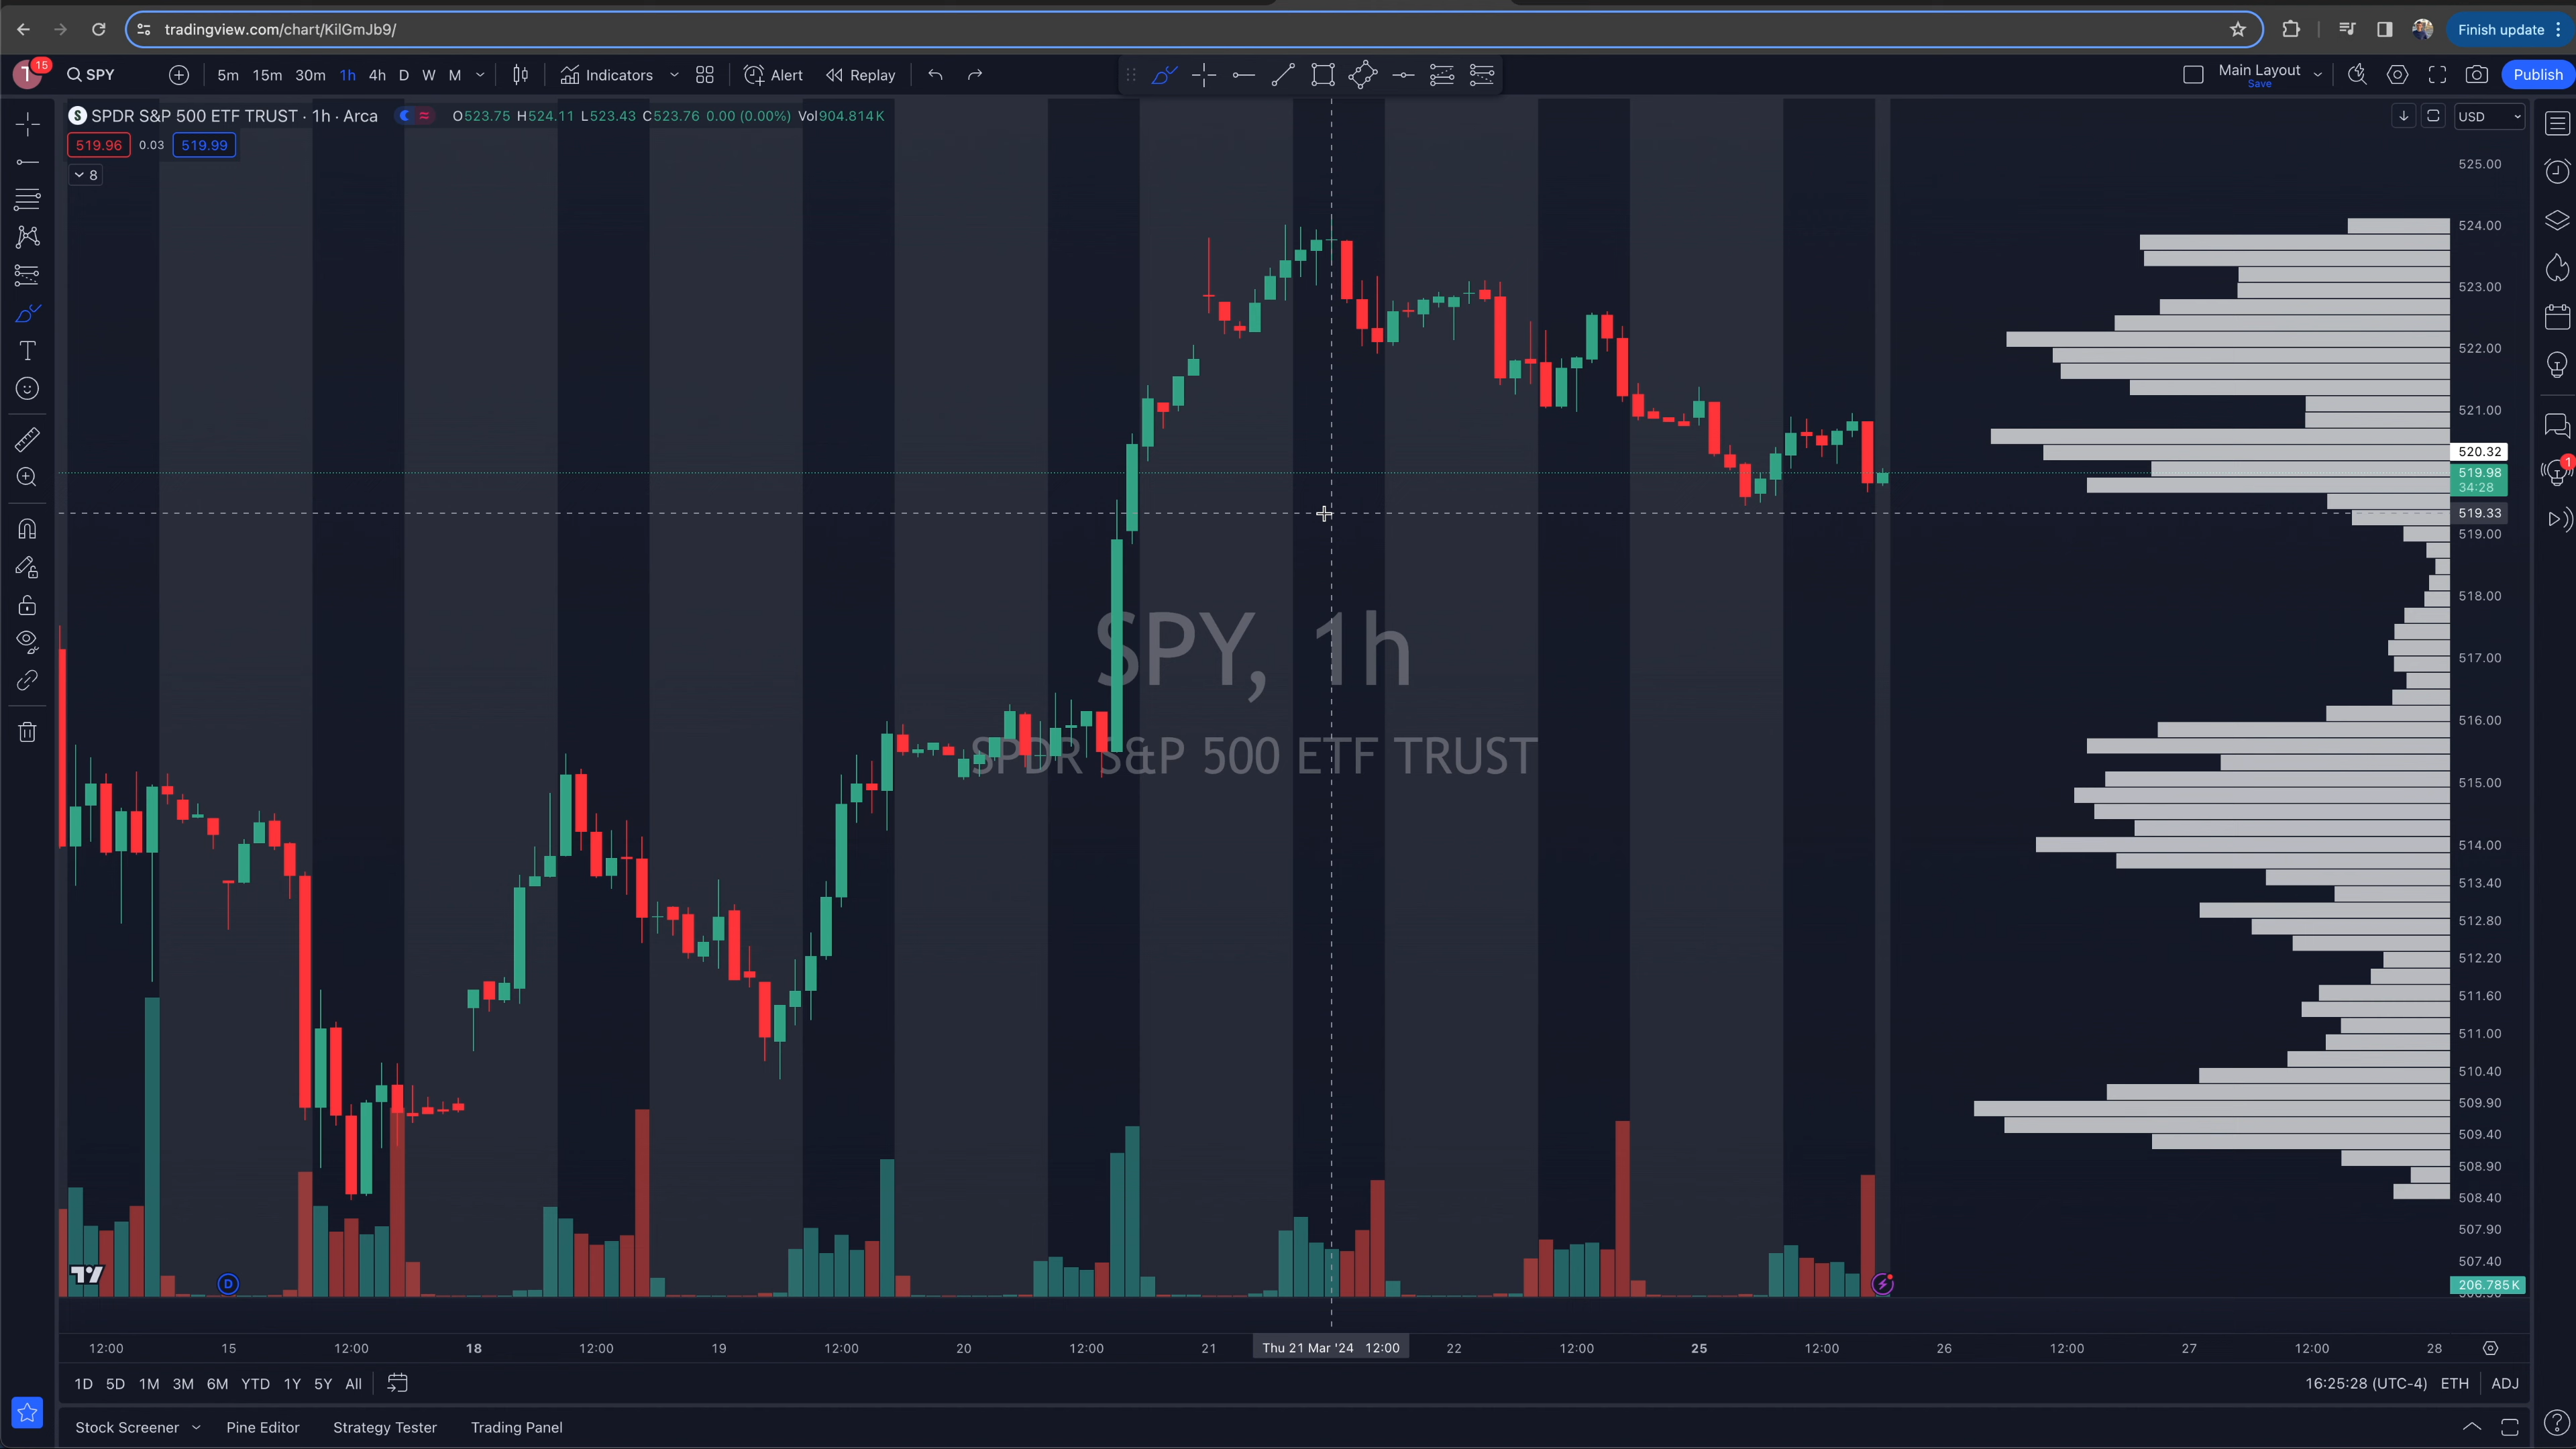 tradingview.com/chart/KilGmJb9/
Finish update
15
SPY
5m 15m 30m 1h 4h D W M
Indicators
Alert
Replay
Main Layout
Save
Publish
SPDR S&P 500 ETF TRUST · 1h · Arca
O523.75 H524.11 L523.43 C523.76 0.00 (0.00%) Vol904.814K
519.96 0.03 519.99
8
USD
525.00
524.00
523.00
522.00
521.00
520.32
519.98
34:28
519.33
519.00
518.00
517.00
516.00
515.00
514.00
513.40
512.80
512.20
511.60
511.00
510.40
509.90
509.40
508.90
508.40
507.90
507.40
206.785K
1
SPY, 1h
SPDR S&P 500 ETF TRUST
D
12:00 15 12:00 18 12:00 19 12:00 20 12:00 21 Thu 21 Mar '24 12:00 22 12:00 25 12:00 26 12:00 27 12:00 28
1D 5D 1M 3M 6M YTD 1Y 5Y All
16:25:28 (UTC-4) ETH ADJ
Stock Screener Pine Editor Strategy Tester Trading Panel